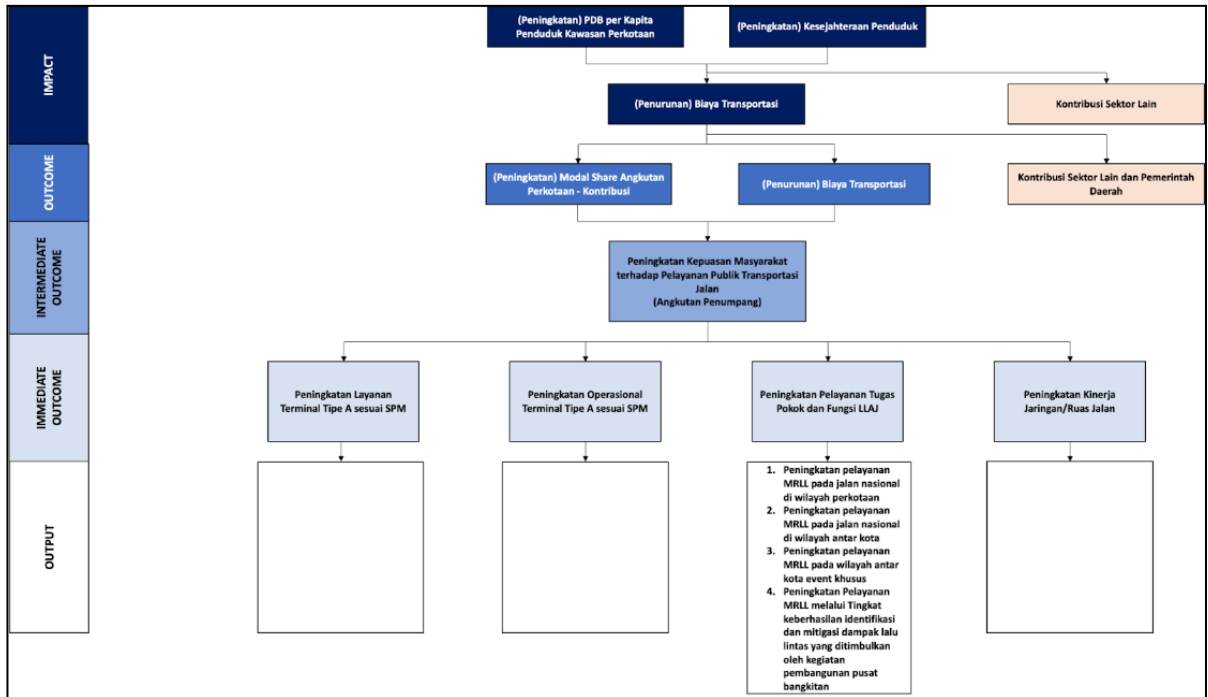 IMPACT
(Peningkatan) PDB per Kapita
Penduduk Kawasan Perkotaan
(Peningkatan) Kesejahteraan Penduduk
(Penurunan) Biaya Transportasi
Kontribusi Sektor Lain
OUTCOME
(Peningkatan) Modal Share Angkutan
Perkotaan - Kontribusi
(Penurunan) Biaya Transportasi
Kontribusi Sektor Lain dan Pemerintah
Daerah
INTERMEDIATE
OUTCOME
Peningkatan Kepuasan Masyarakat
terhadap Pelayanan Publik Transportasi
Jalan
(Angkutan Penumpang)
IMMEDIATE
OUTCOME
Peningkatan Layanan
Terminal Tipe A sesuai SPM
Peningkatan Operasional
Terminal Tipe A sesuai SPM
Peningkatan Pelayanan Tugas
Pokok dan Fungsi LLAJ
Peningkatan Kinerja
Jaringan/Ruas Jalan
OUTPUT
1. Peningkatan pelayanan
MRLL pada jalan nasional
di wilayah perkotaan
2. Peningkatan pelayanan
MRLL pada jalan nasional
di wilayah antar kota
3. Peningkatan pelayanan
MRLL pada wilayah antar
kota event khusus
4. Peningkatan Pelayanan
MRLL melalui Tingkat
keberhasilan identifikasi
dan mitigasi dampak lalu
lintas yang ditimbulkan
oleh kegiatan
pembangunan pusat
bangkitan